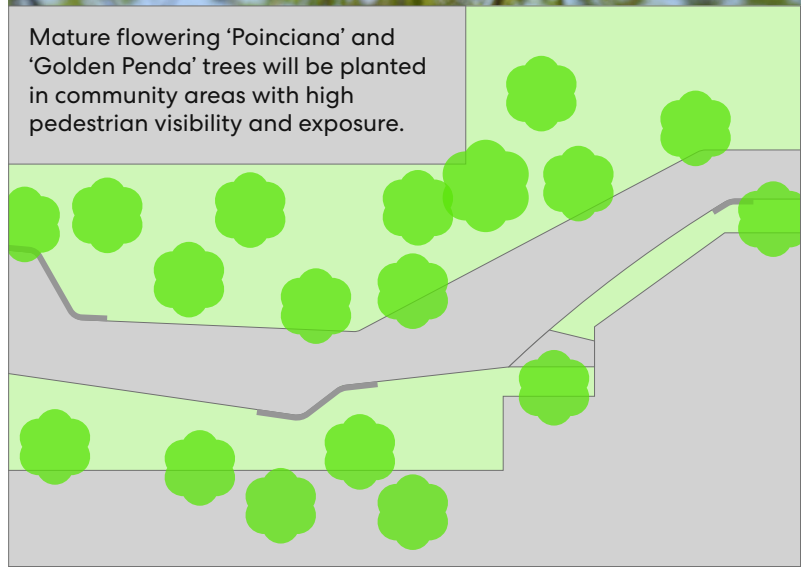 Mature flowering ‘Poinciana’ and
‘Golden Penda’ trees will be planted
in community areas with high
pedestrian visibility and exposure.